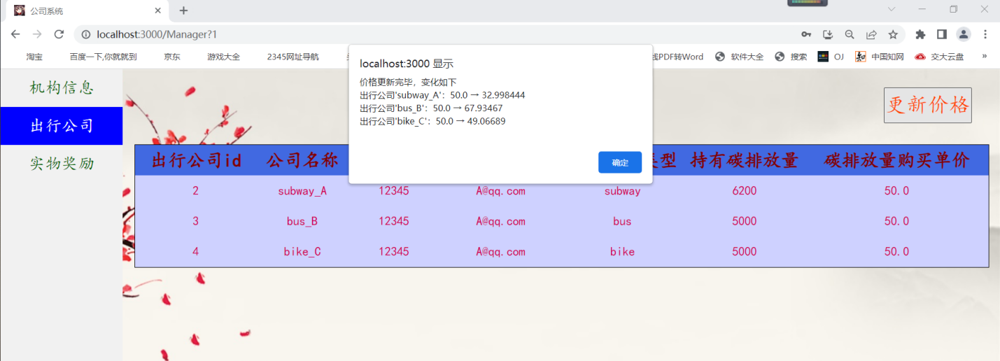 公司系统
localhost:3000/Manager?1
淘宝 百度一下,你就就到 京东 游戏大全 2345网址导航 线PDF转Word 软件大全 搜索 OJ 中国知网 交大云盘 »
localhost:3000 显示
价格更新完毕，变化如下
出行公司'subway_A'：50.0 → 32.998444
出行公司'bus_B'：50.0 → 67.93467
出行公司'bike_C'：50.0 → 49.06689
确定
机构信息
出行公司
实物奖励
更新价格
出行公司id 公司名称 类型 持有碳排放量 碳排放量购买单价
2 subway_A 12345 A@qq.com subway 6200 50.0
3 bus_B 12345 A@qq.com bus 5000 50.0
4 bike_C 12345 A@qq.com bike 5000 50.0